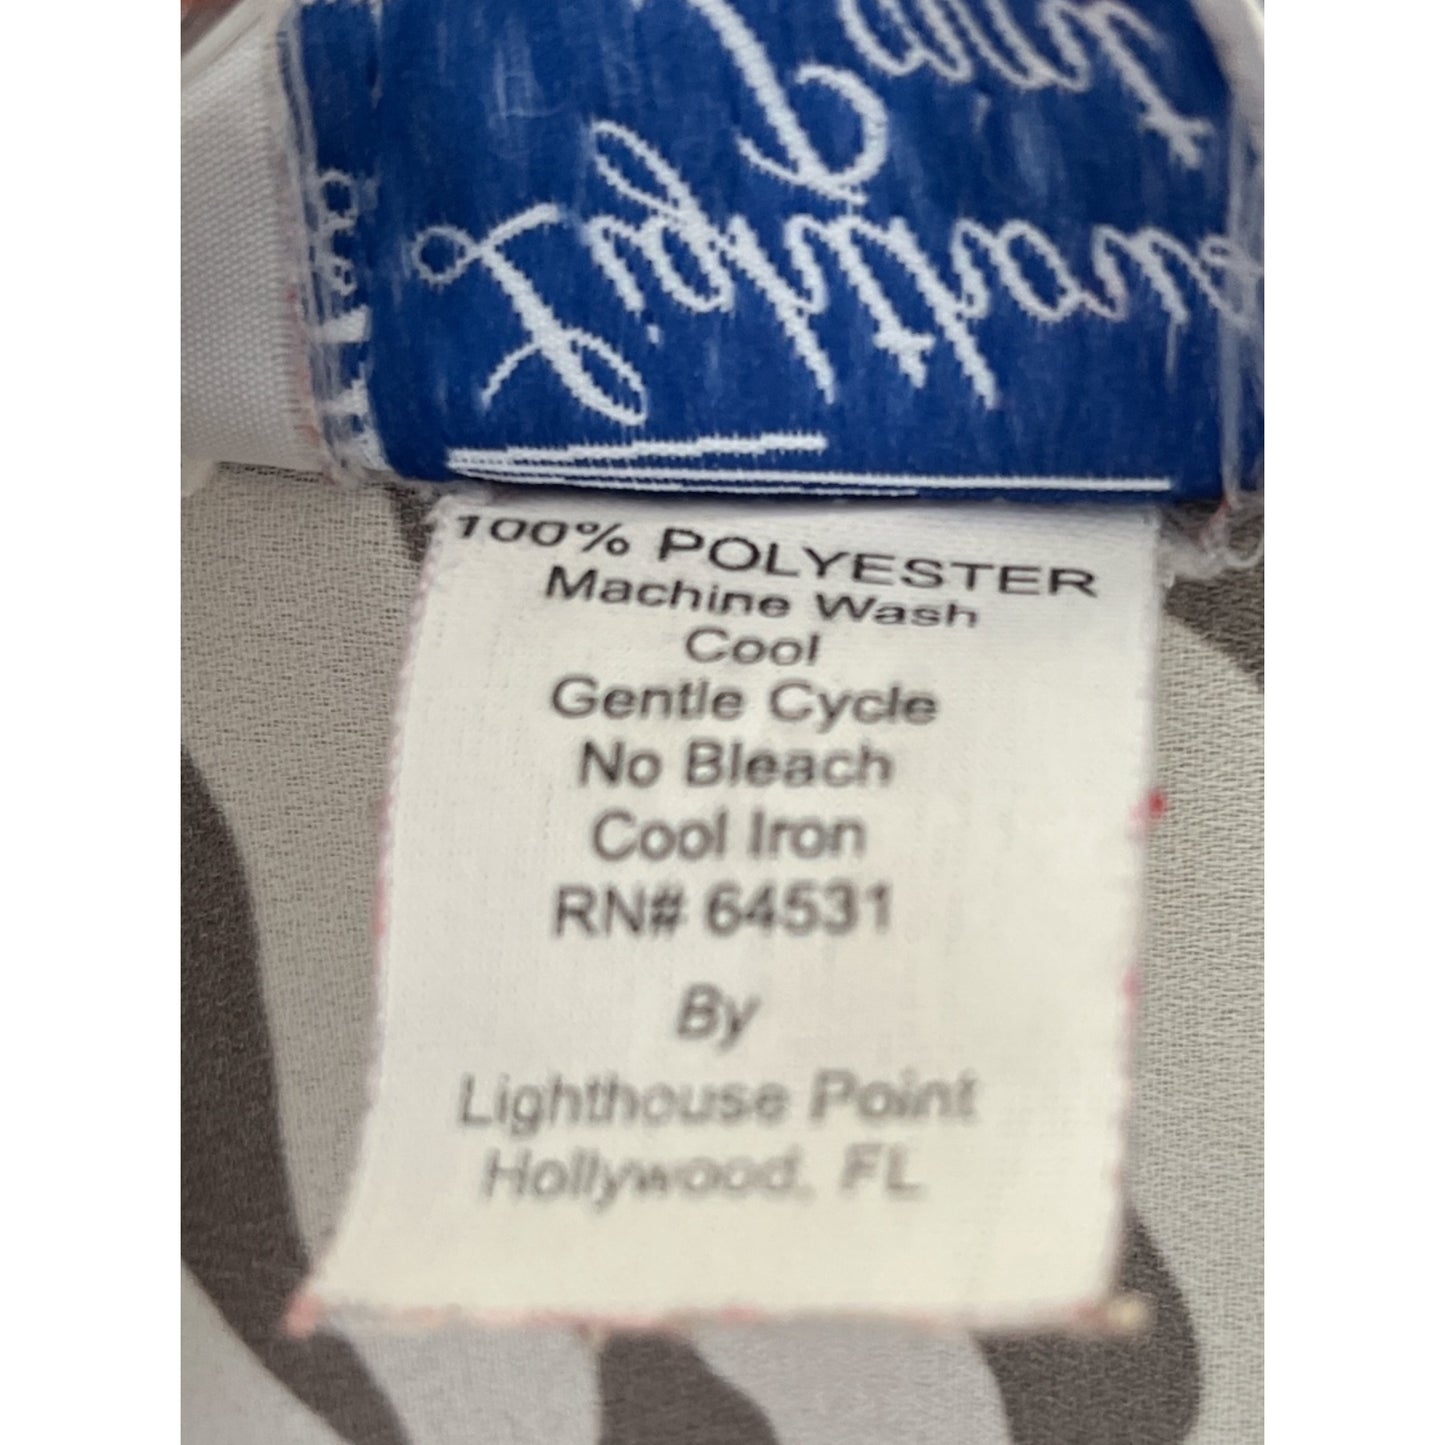 100% POLYESTER
Machine Wash
Cool
Gentle Cycle
No Bleach
Cool Iron
RN# 64531
By
Lighthouse Point
Hollywood, FL